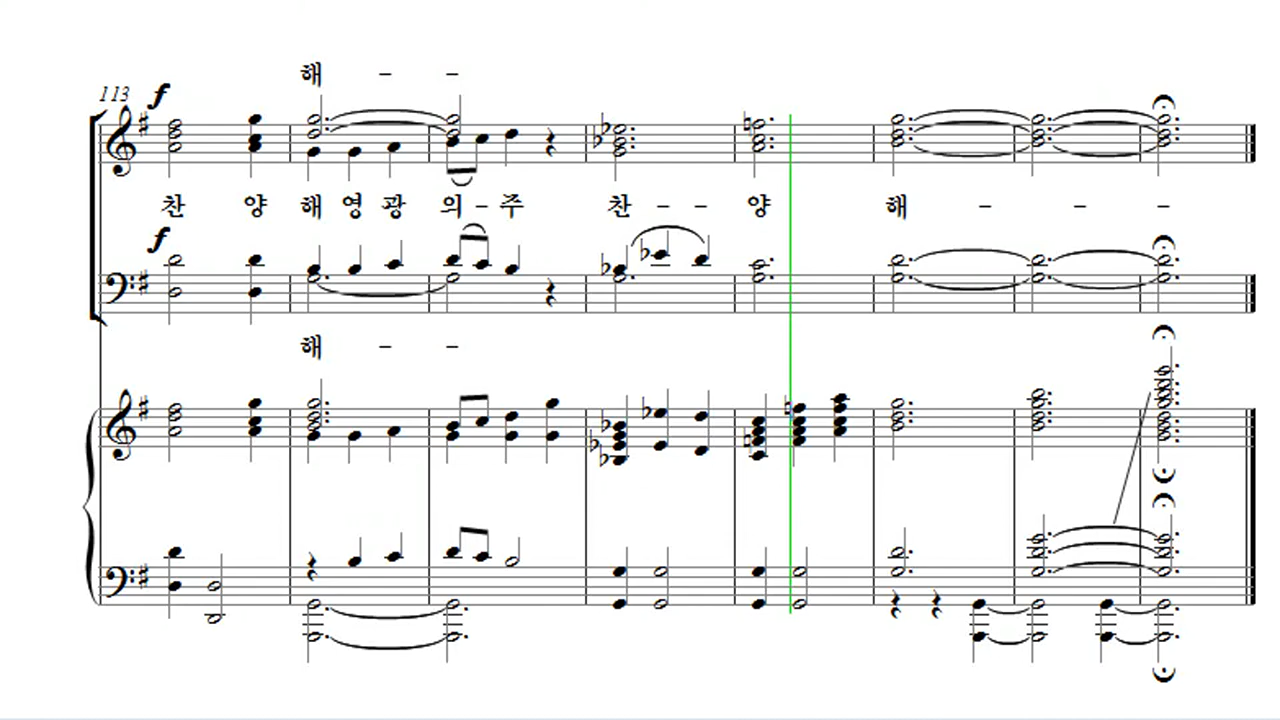 해 - -
113 f
찬 양 해 영 광 의 - 주 찬 - - 양 해 - - -
f
해 - -